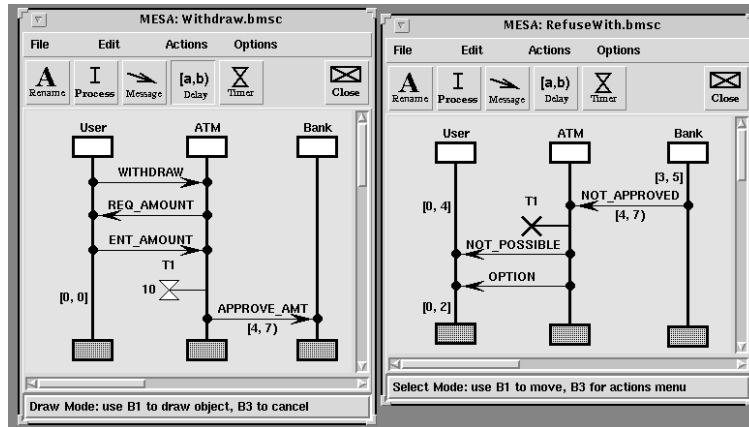 MESA: Withdraw.bmsc
File Edit Actions Options
A I [a,b)
Rename Process Message Delay Timer Close
User ATM Bank
WITHDRAW
REQ_AMOUNT
ENT_AMOUNT
T1
10
[0, 0]
APPROVE_AMT
[4, 7)
Draw Mode: use B1 to draw object, B3 to cancel
MESA: RefuseWith.bmsc
File Edit Actions Options
A I [a,b)
Rename Process Message Delay Timer Close
User ATM Bank
[3, 5]
NOT_APPROVED
[0, 4]
T1
[4, 7)
NOT_POSSIBLE
OPTION
[0, 2]
Select Mode: use B1 to move, B3 for actions menu